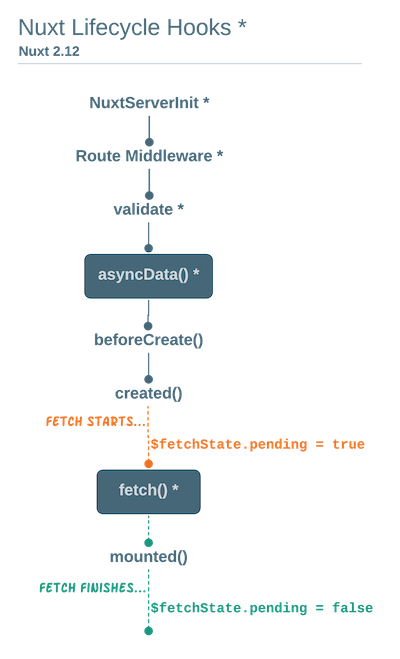 Nuxt Lifecycle Hooks *
Nuxt 2.12
NuxtServerInit *
Route Middleware *
validate *
asyncData() *
beforeCreate()
created()
FETCH STARTS...
$fetchState.pending = true
fetch() *
mounted()
FETCH FINISHES...
$fetchState.pending = false